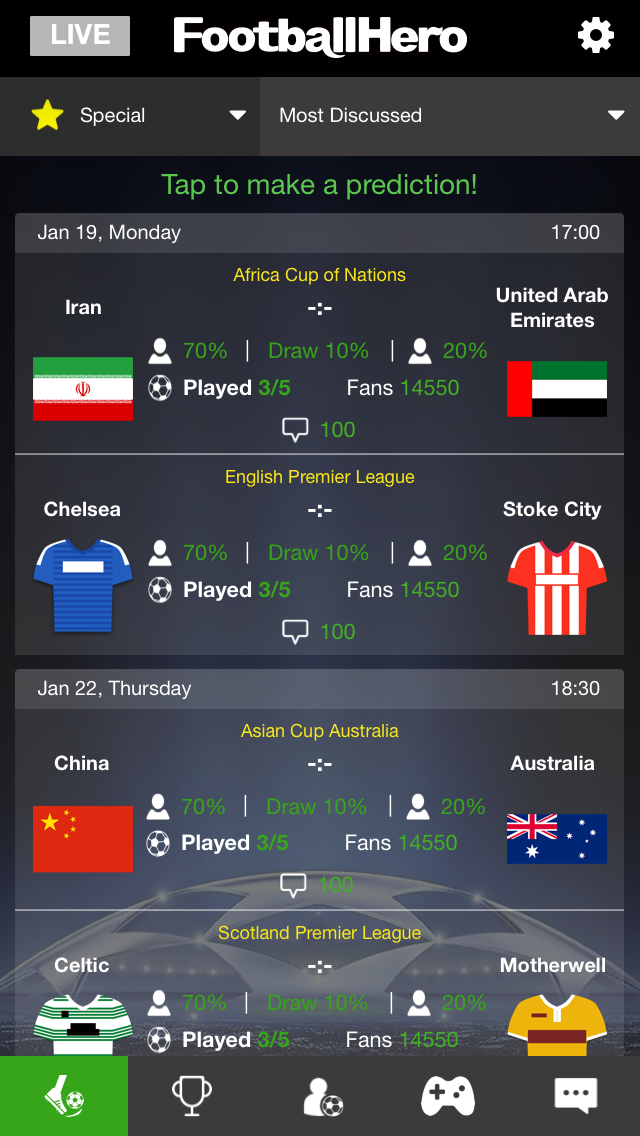 LIVE FootballHero
Special Most Discussed
Tap to make a prediction!
Jan 19, Monday 17:00
Africa Cup of Nations
Iran -:- United Arab Emirates
70% | Draw 10% | 20%
Played 3/5 Fans 14550
100
English Premier League
Chelsea -:- Stoke City
70% | Draw 10% | 20%
Played 3/5 Fans 14550
100
Jan 22, Thursday 18:30
Asian Cup Australia
China -:- Australia
70% | Draw 10% | 20%
Played 3/5 Fans 14550
100
Scotland Premier League
Celtic -:- Motherwell
70% | Draw 10% | 20%
Played 3/5 Fans 14550